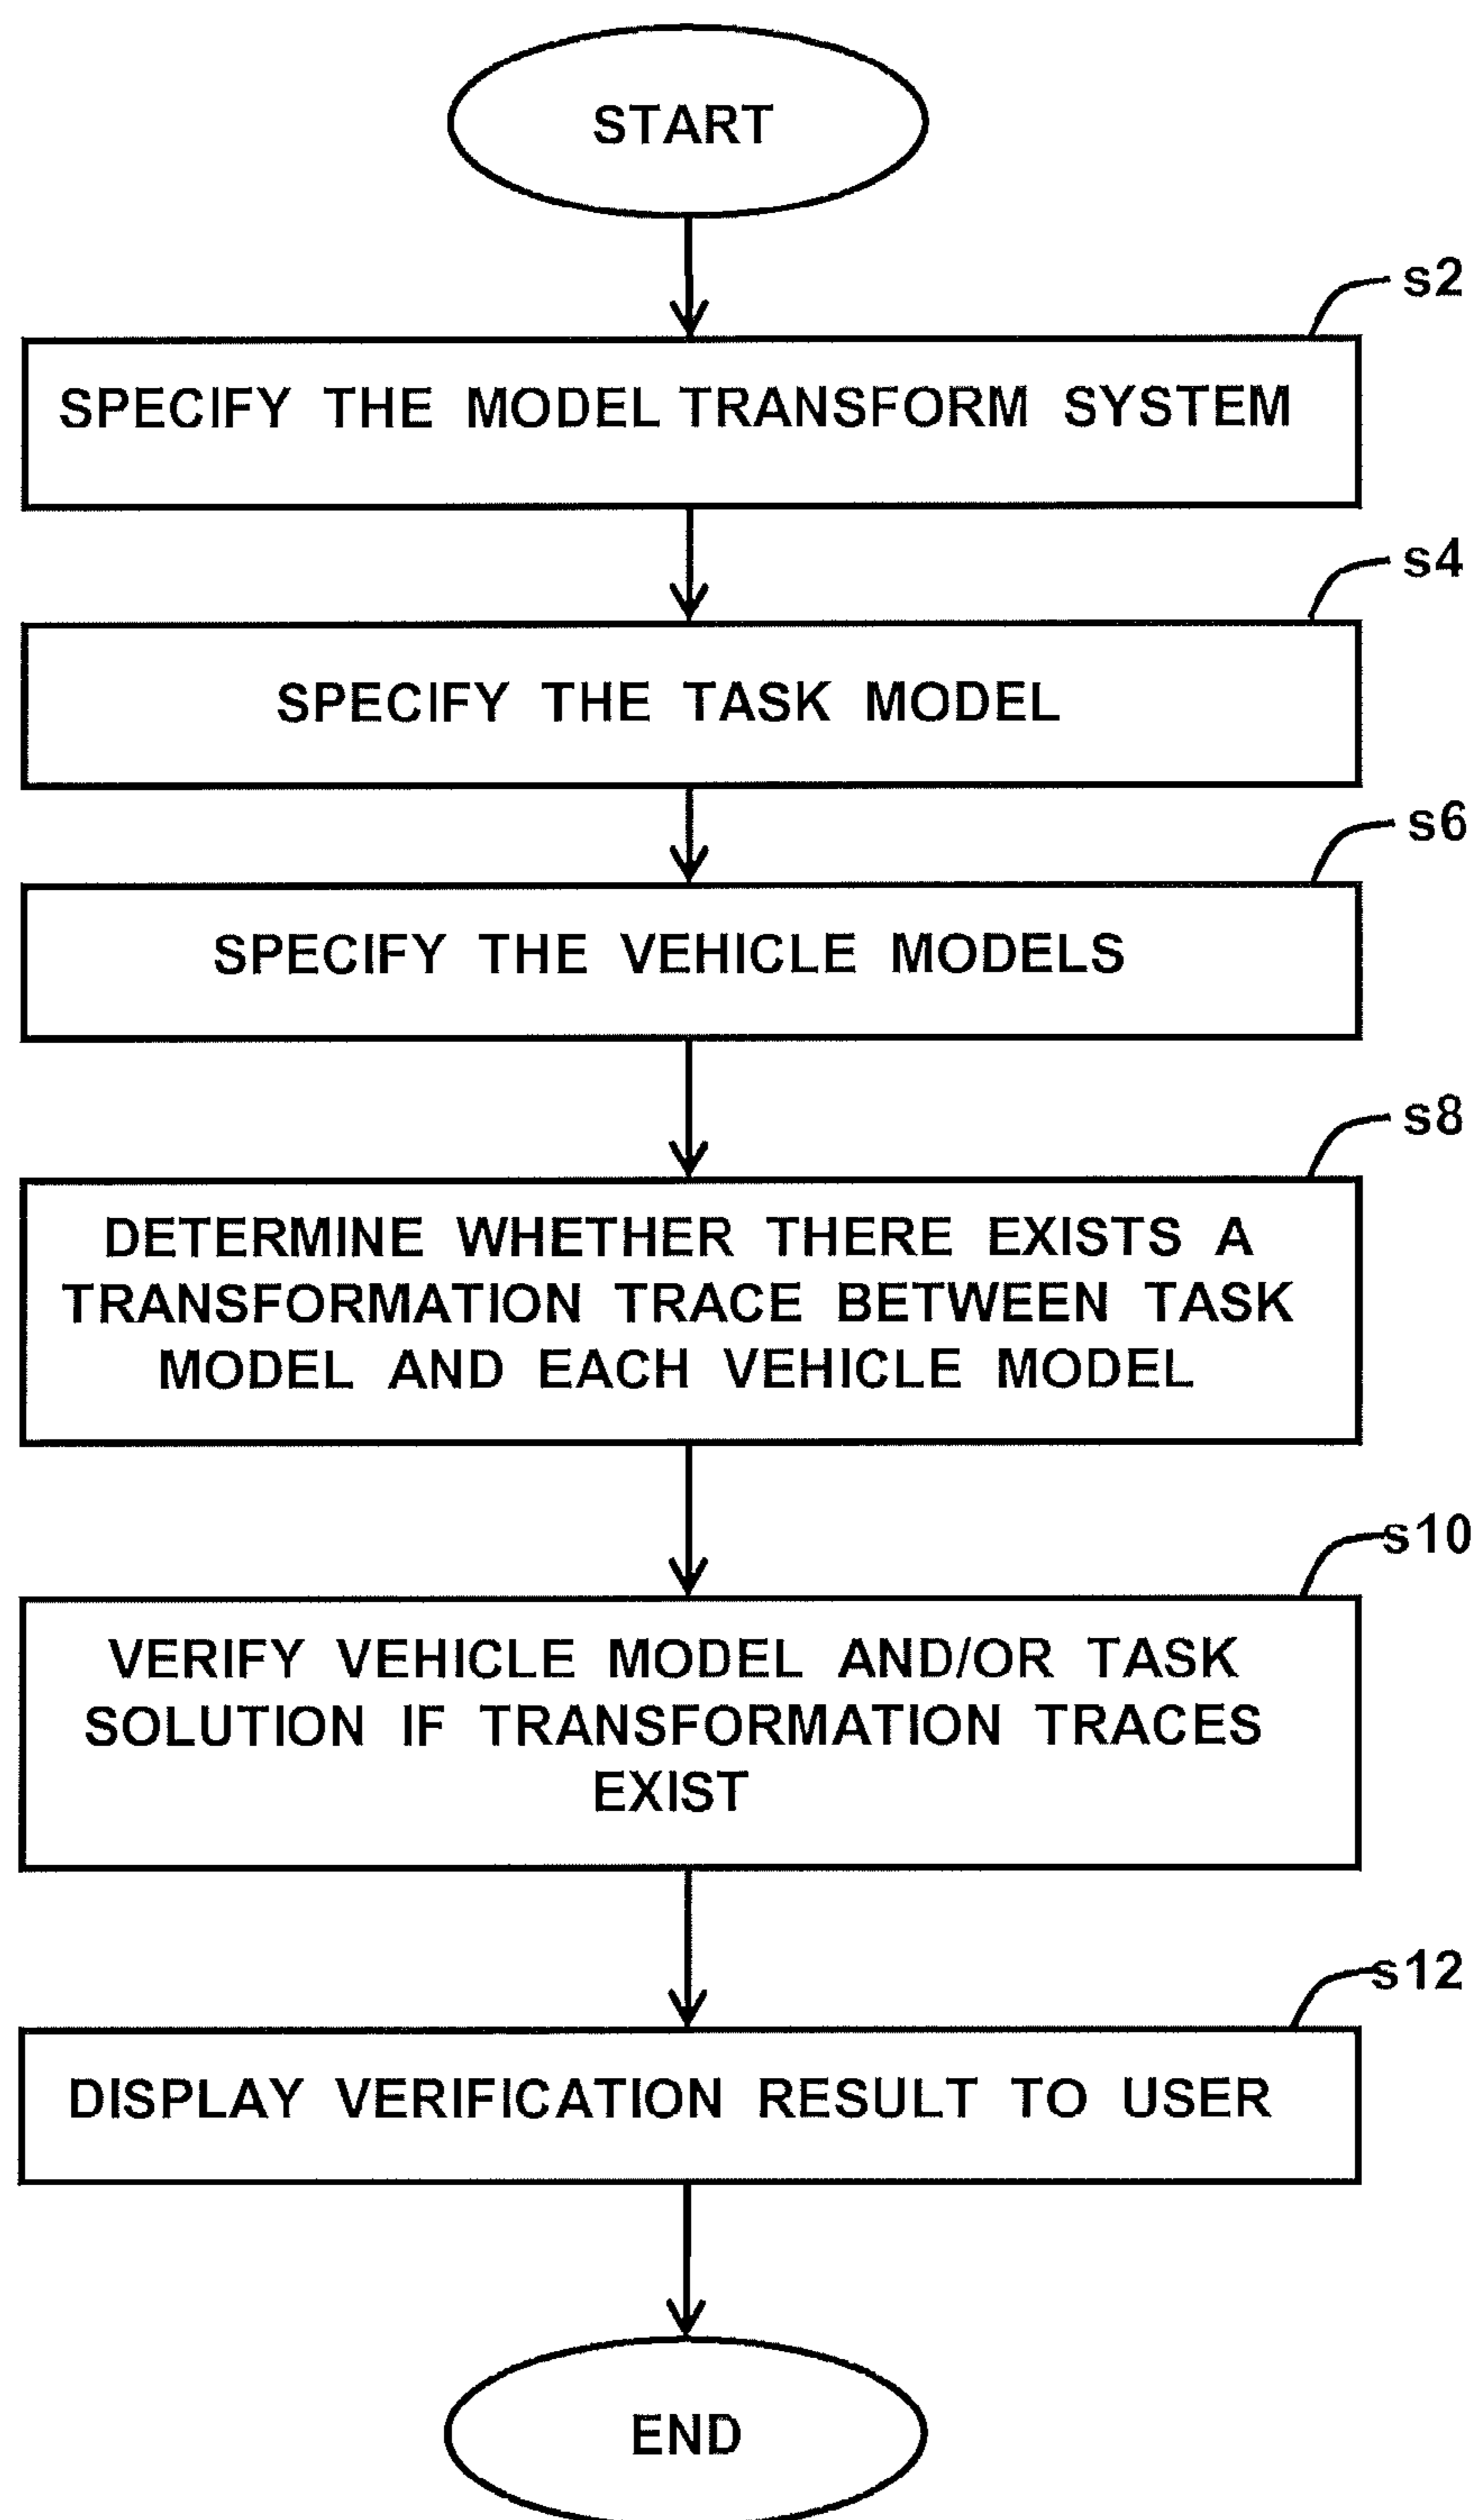 START
s2
SPECIFY THE MODEL TRANSFORM SYSTEM
s4
SPECIFY THE TASK MODEL
s6
SPECIFY THE VEHICLE MODELS
s8
DETERMINE WHETHER THERE EXISTS A
TRANSFORMATION TRACE BETWEEN TASK
MODEL AND EACH VEHICLE MODEL
s10
VERIFY VEHICLE MODEL AND/OR TASK
SOLUTION IF TRANSFORMATION TRACES
EXIST
s12
DISPLAY VERIFICATION RESULT TO USER
END